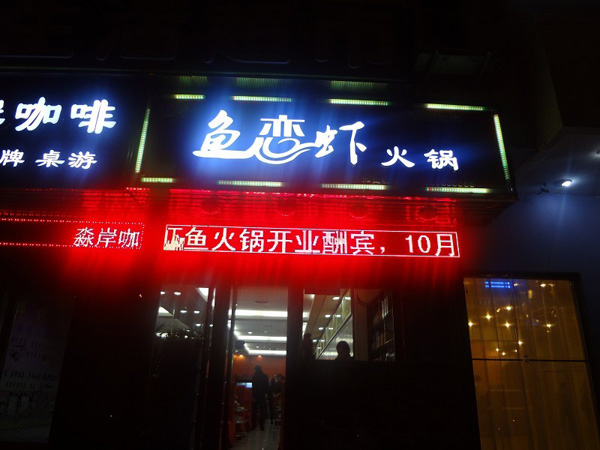 咖啡
牌 桌游
鱼恋虾 火锅
淼岸咖
鱼火锅开业酬宾，10月